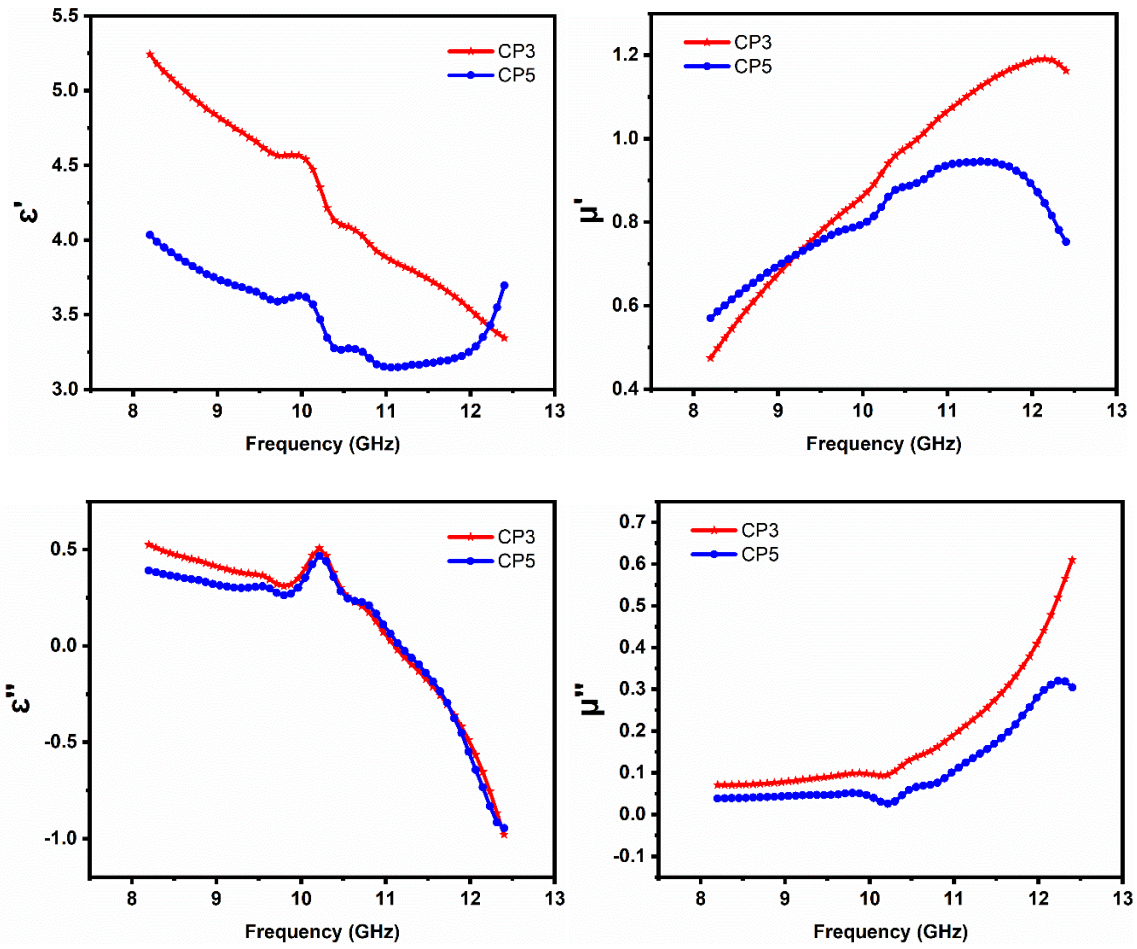 5.5
5.0
4.5
4.0
3.5
3.0
ε'
8 9 10 11 12 13
Frequency (GHz)
CP3
CP5
1.2
1.0
0.8
0.6
0.4
μ'
8 9 10 11 12 13
Frequency (GHz)
CP3
CP5
0.5
0.0
-0.5
-1.0
ε''
8 9 10 11 12 13
Frequency (GHz)
CP3
CP5
0.7
0.6
0.5
0.4
0.3
0.2
0.1
0.0
-0.1
μ''
8 9 10 11 12 13
Frequency (GHz)
CP3
CP5